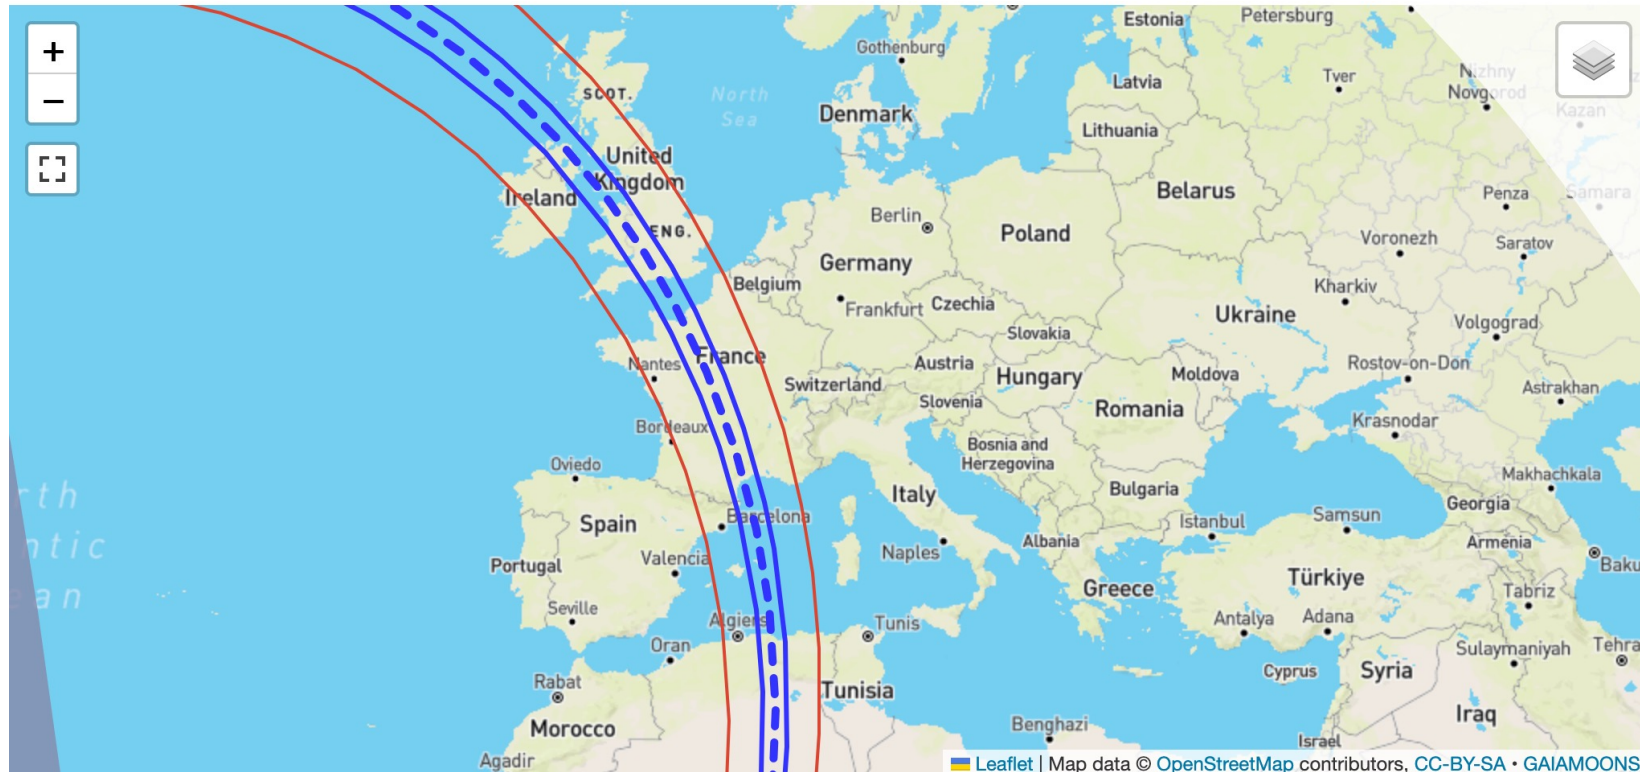 +
−
Estonia
Petersburg
Gothenburg
Tver
Nizhny
Novgorod
Kazan
Latvia
SCOT.
North
Sea
Denmark
Lithuania
United
Kingdom
Ireland
Belarus
Penza
Samara
Berlin
ENG.
Poland
Voronezh
Saratov
Germany
Belgium
Kharkiv
Frankfurt
Czechia
Ukraine
Volgograd
Slovakia
France
Nantes
Austria
Rostov-on-Don
Switzerland
Hungary
Moldova
Astrakhan
Slovenia
Romania
Krasnodar
Bordeaux
Bosnia and
Herzegovina
Oviedo
Makhachkala
Italy
Bulgaria
Georgia
rth
Barcelona
Spain
Istanbul
Samsun
ntic
Naples
Albania
Armenia
Valencia
Portugal
Baku
Türkiye
Greece
ean
Tabriz
Seville
Algiers
Tunis
Antalya
Adana
Oran
Sulaymaniyah
Tehra
Cyprus
Syria
Rabat
Tunisia
Iraq
Morocco
Benghazi
Israel
Agadir
Leaflet | Map data © OpenStreetMap contributors, CC-BY-SA • GAIAMOONS